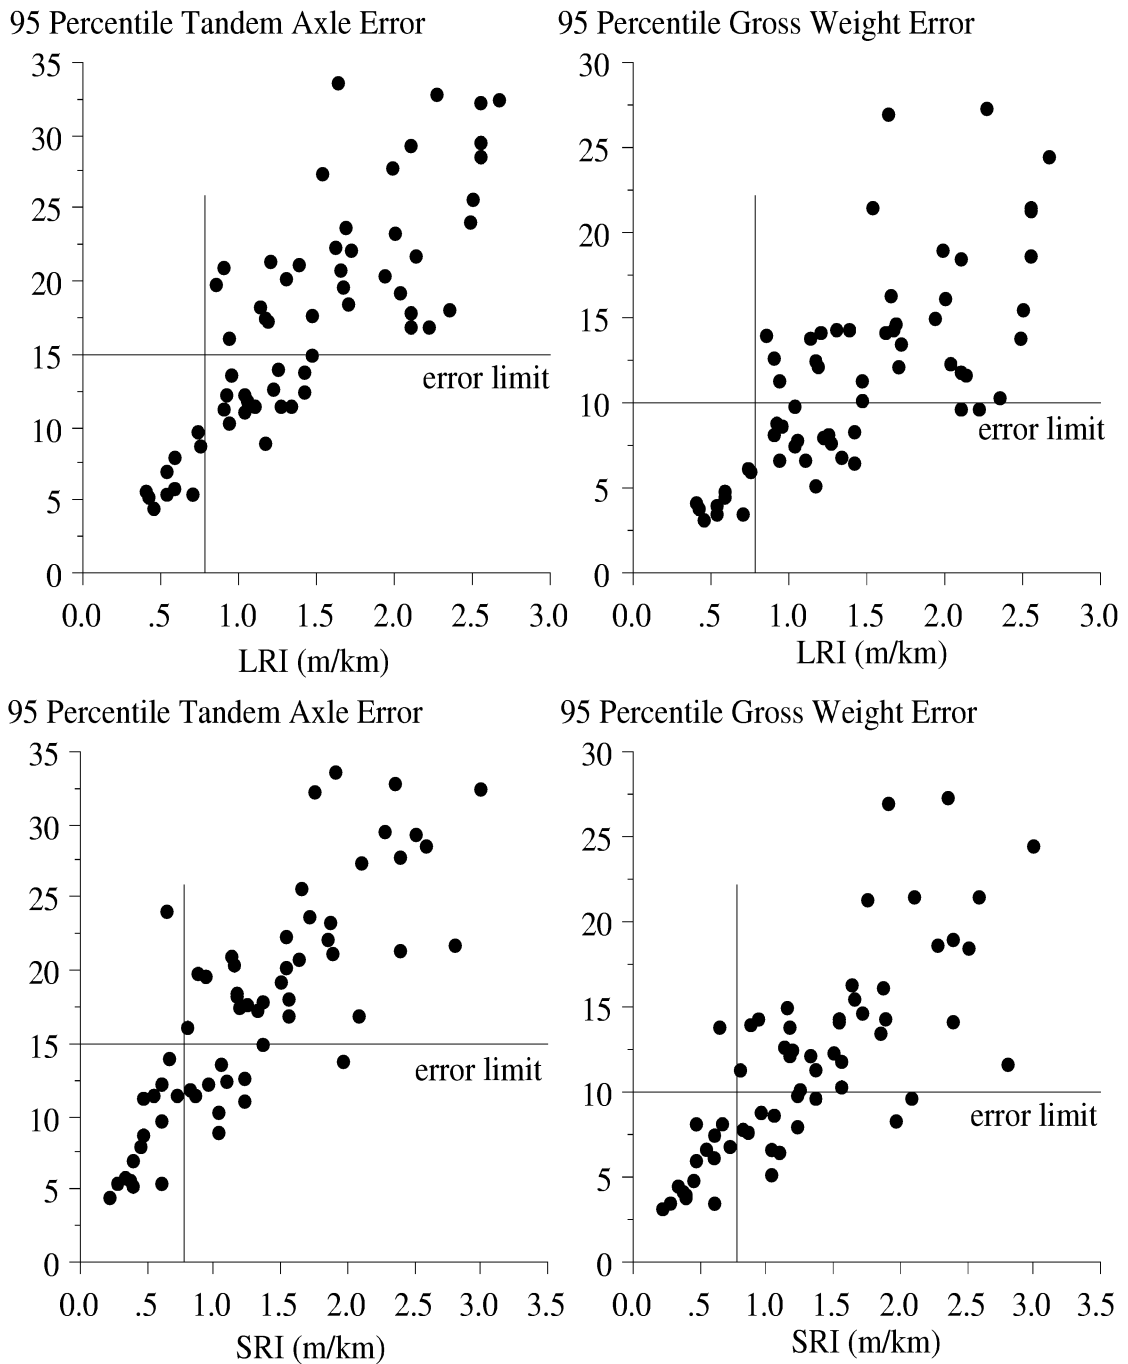 95 Percentile Tandem Axle Error
35
30
25
20
15
10
5
0
error limit
0.0 .5 1.0 1.5 2.0 2.5 3.0
LRI (m/km)
95 Percentile Gross Weight Error
30
25
20
15
10
5
0
error limit
0.0 .5 1.0 1.5 2.0 2.5 3.0
LRI (m/km)
95 Percentile Tandem Axle Error
35
30
25
20
15
10
5
0
error limit
0.0 .5 1.0 1.5 2.0 2.5 3.0 3.5
SRI (m/km)
95 Percentile Gross Weight Error
30
25
20
15
10
5
0
error limit
0.0 .5 1.0 1.5 2.0 2.5 3.0 3.5
SRI (m/km)